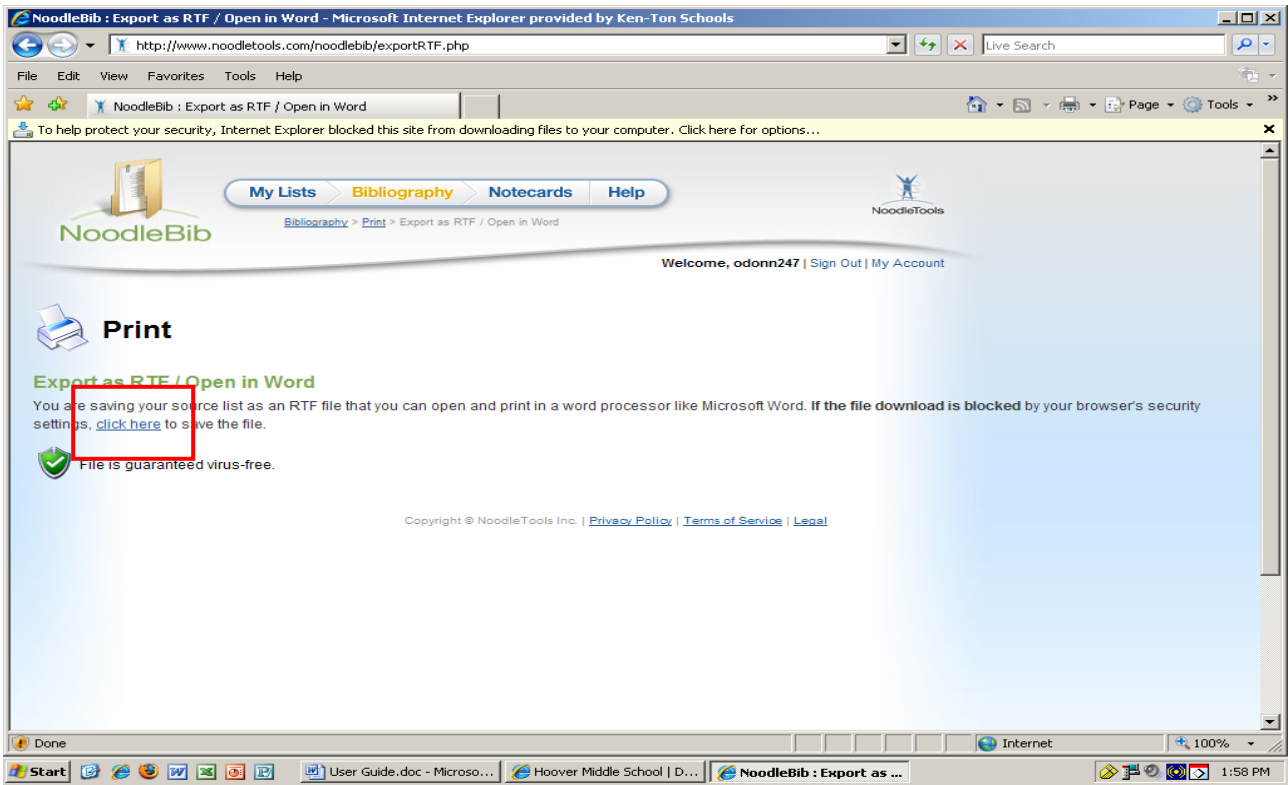 NoodleBib : Export as RTF / Open in Word - Microsoft Internet Explorer provided by Ken-Ton Schools
http://www.noodletools.com/noodlebib/exportRTF.php
Live Search
File Edit View Favorites Tools Help
NoodleBib : Export as RTF / Open in Word
Page Tools »
To help protect your security, Internet Explorer blocked this site from downloading files to your computer. Click here for options...
My Lists Bibliography Notecards Help
NoodleTools
Bibliography > Print > Export as RTF / Open in Word
NoodleBib
Welcome, odonn247 | Sign Out | My Account
Print
Export as RTF / Open in Word
You are saving your source list as an RTF file that you can open and print in a word processor like Microsoft Word. If the file download is blocked by your browser's security
settings, click here to save the file.
File is guaranteed virus-free.
Copyright © NoodleTools Inc. | Privacy Policy | Terms of Service | Legal
Done
Internet
100%
Start
User Guide.doc - Microso...
Hoover Middle School | D...
NoodleBib : Export as ...
1:58 PM